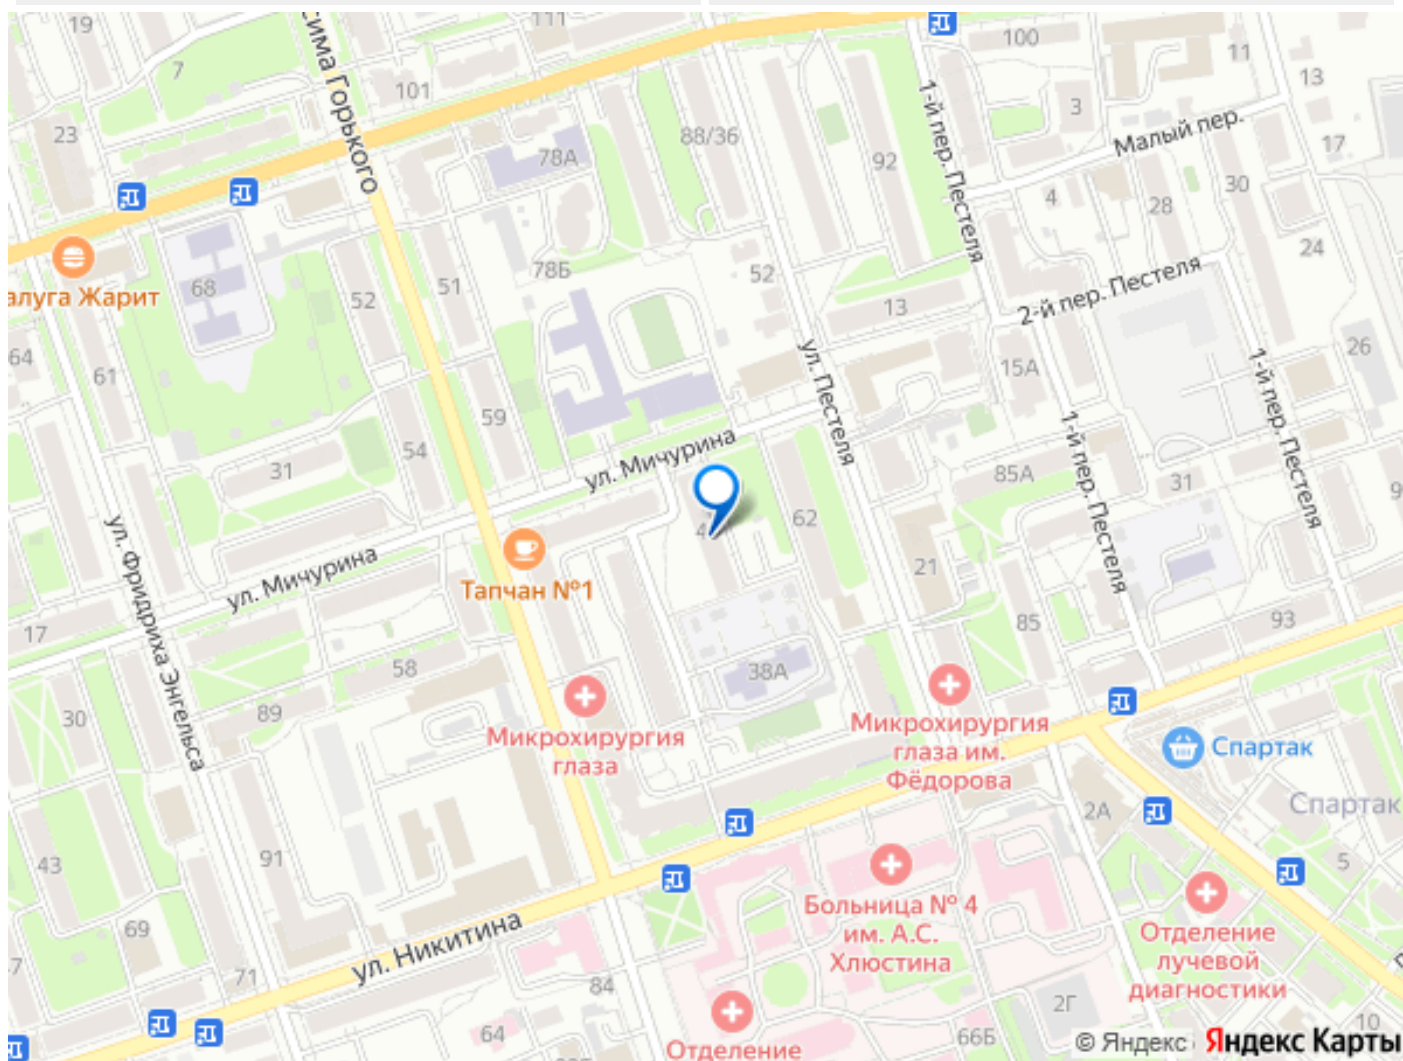 19
111
100
11
7
сима Горького
101
3
13
1-й пер. Пестеля
Малый пер.
17
23
78А
88/36
92
30
4
28
24
68
52
51
78Б
52
13
2-й пер. Пестеля
алуга Жарит
64
61
59
54
31
ул. Пестеля
15А
26
1-й пер. Пестеля
ул. Мичурина
85А
31
1-й пер. Пестеля
62
ул. Фридриха Энгельса
ул. Мичурина
Тапчан №1
21
17
85
93
58
38А
30
89
Микрохирургия
глаза
Микрохирургия
глаза им.
Фёдорова
Спартак
Спартак
2А
43
91
5
Больница № 4
им. А.С.
Хлюстина
69
ул. Никитина
Отделение
лучевой
диагностики
71
84
2Г
64
66Б
10
Отделение
© Яндекс Яндекс Карты